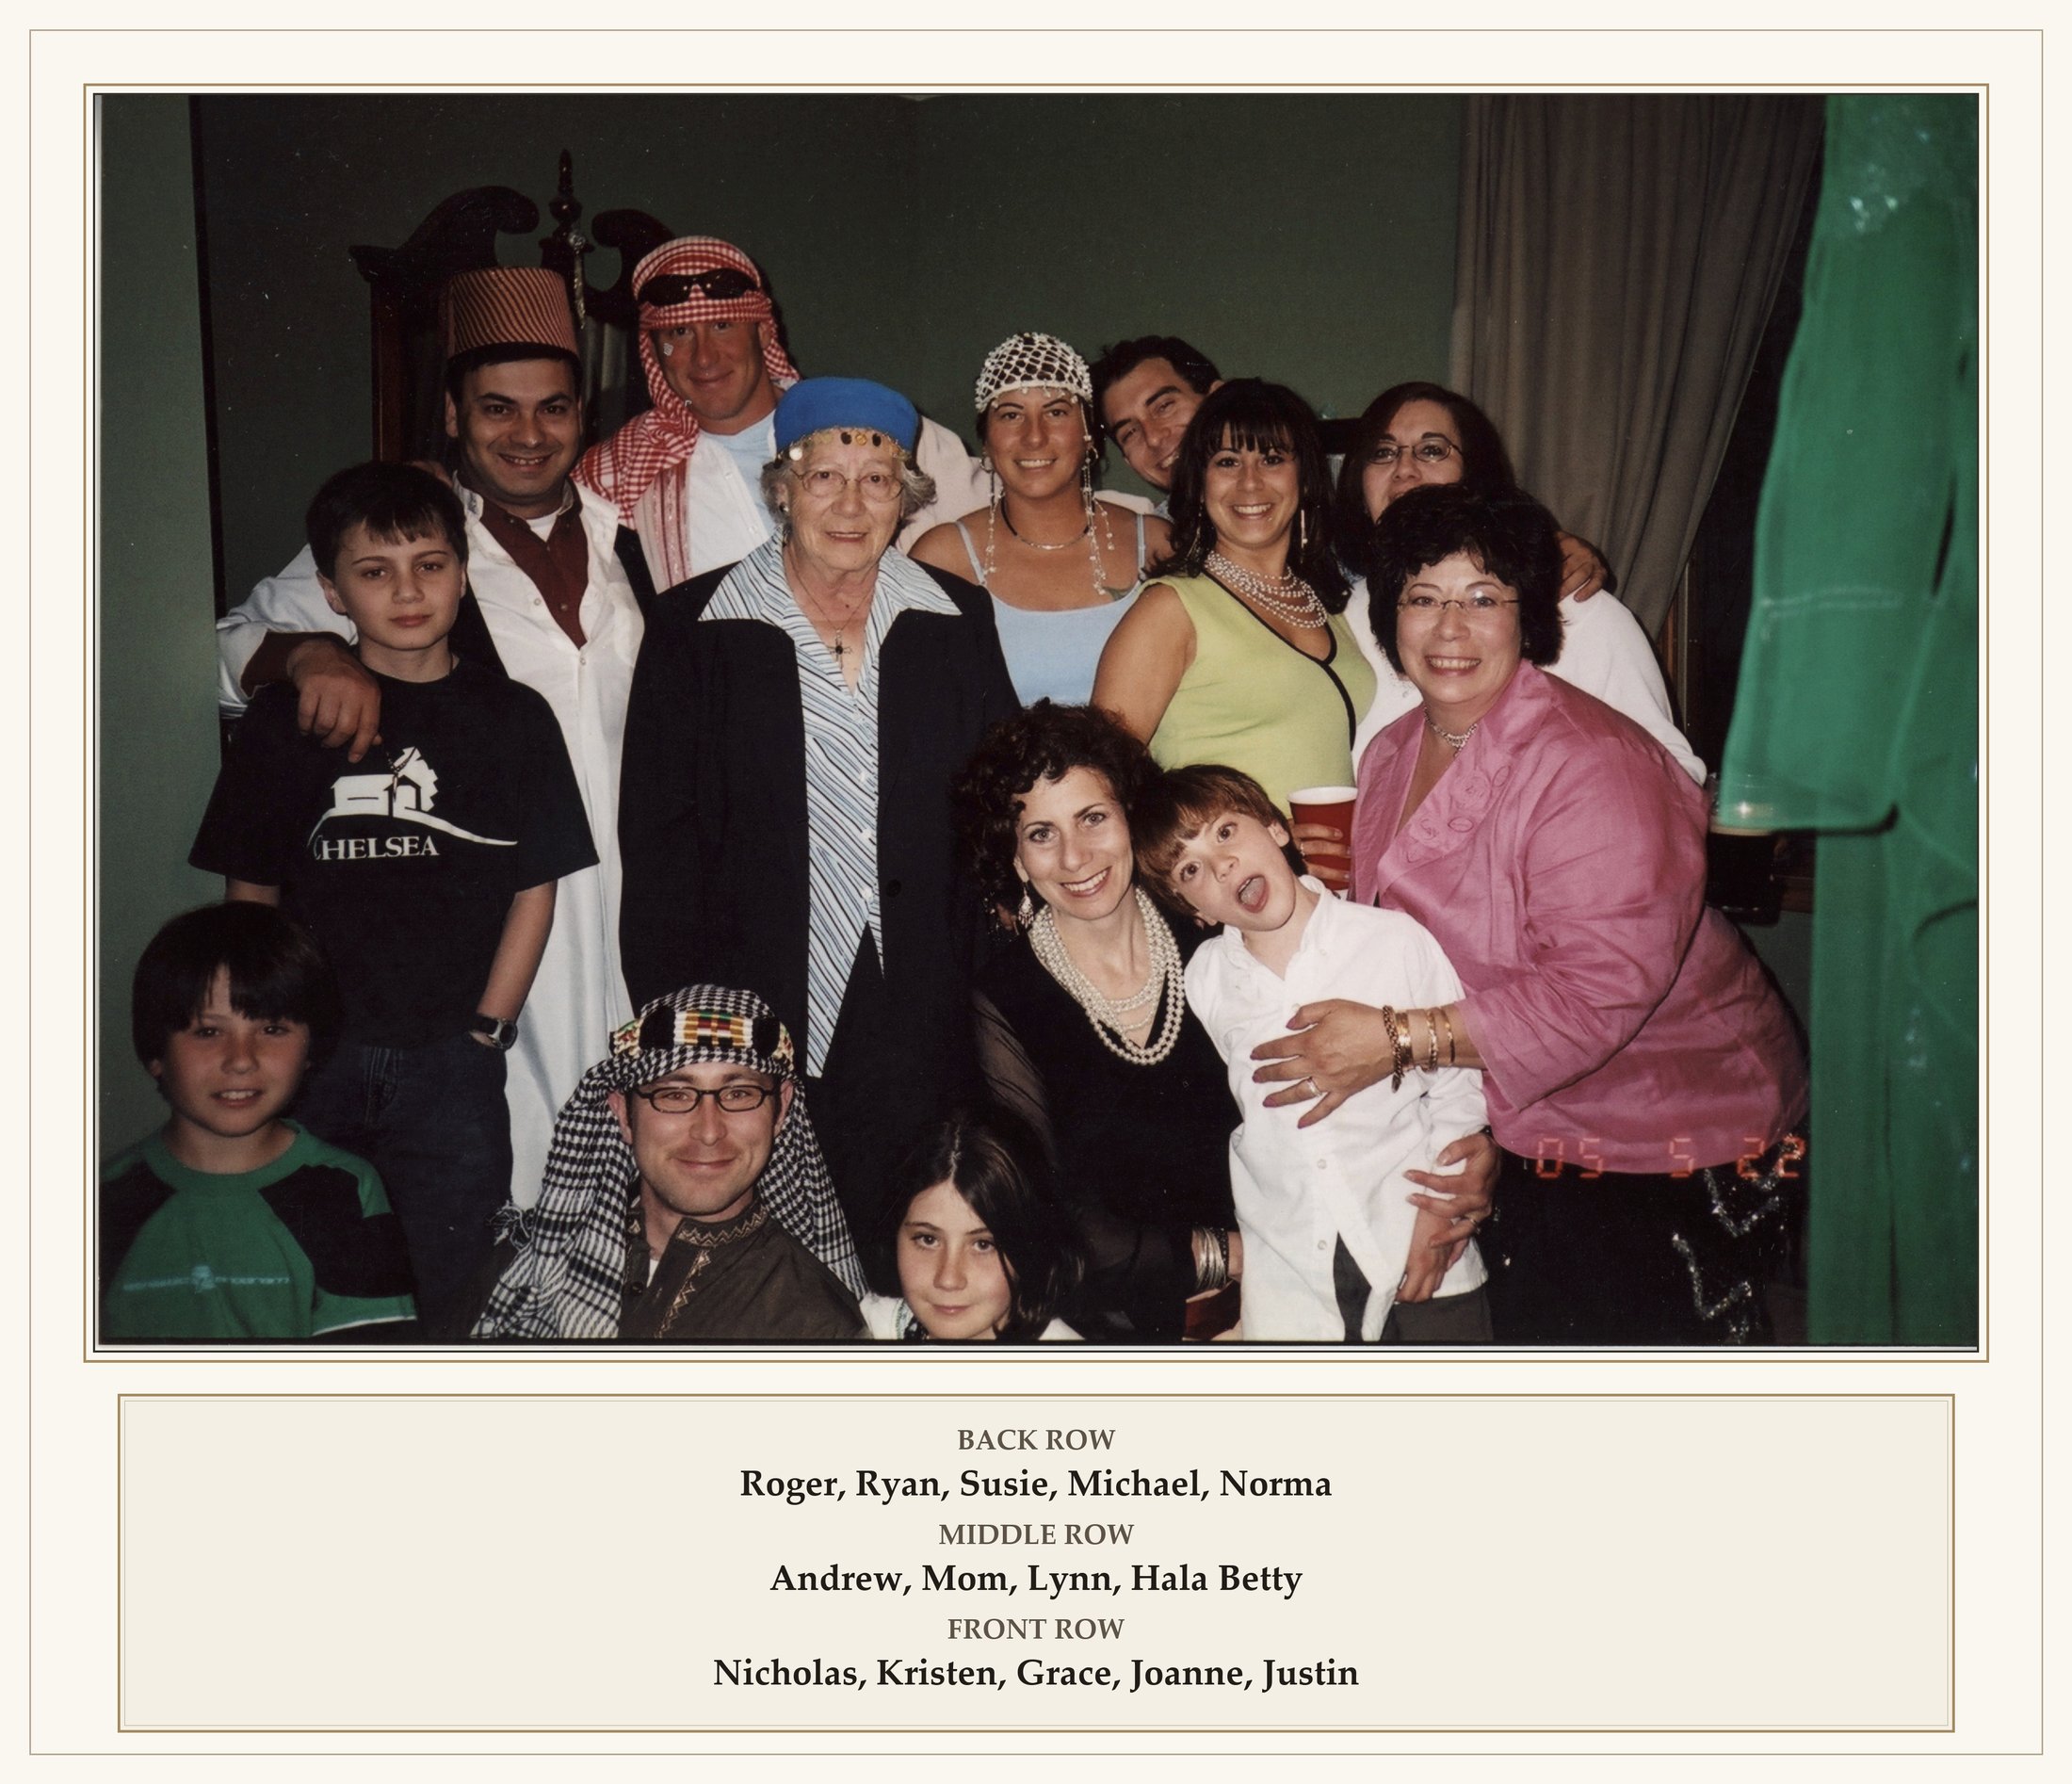 CHELSEA
05 5 22
BACK ROW
Roger, Ryan, Susie, Michael, Norma
MIDDLE ROW
Andrew, Mom, Lynn, Hala Betty
FRONT ROW
Nicholas, Kristen, Grace, Joanne, Justin